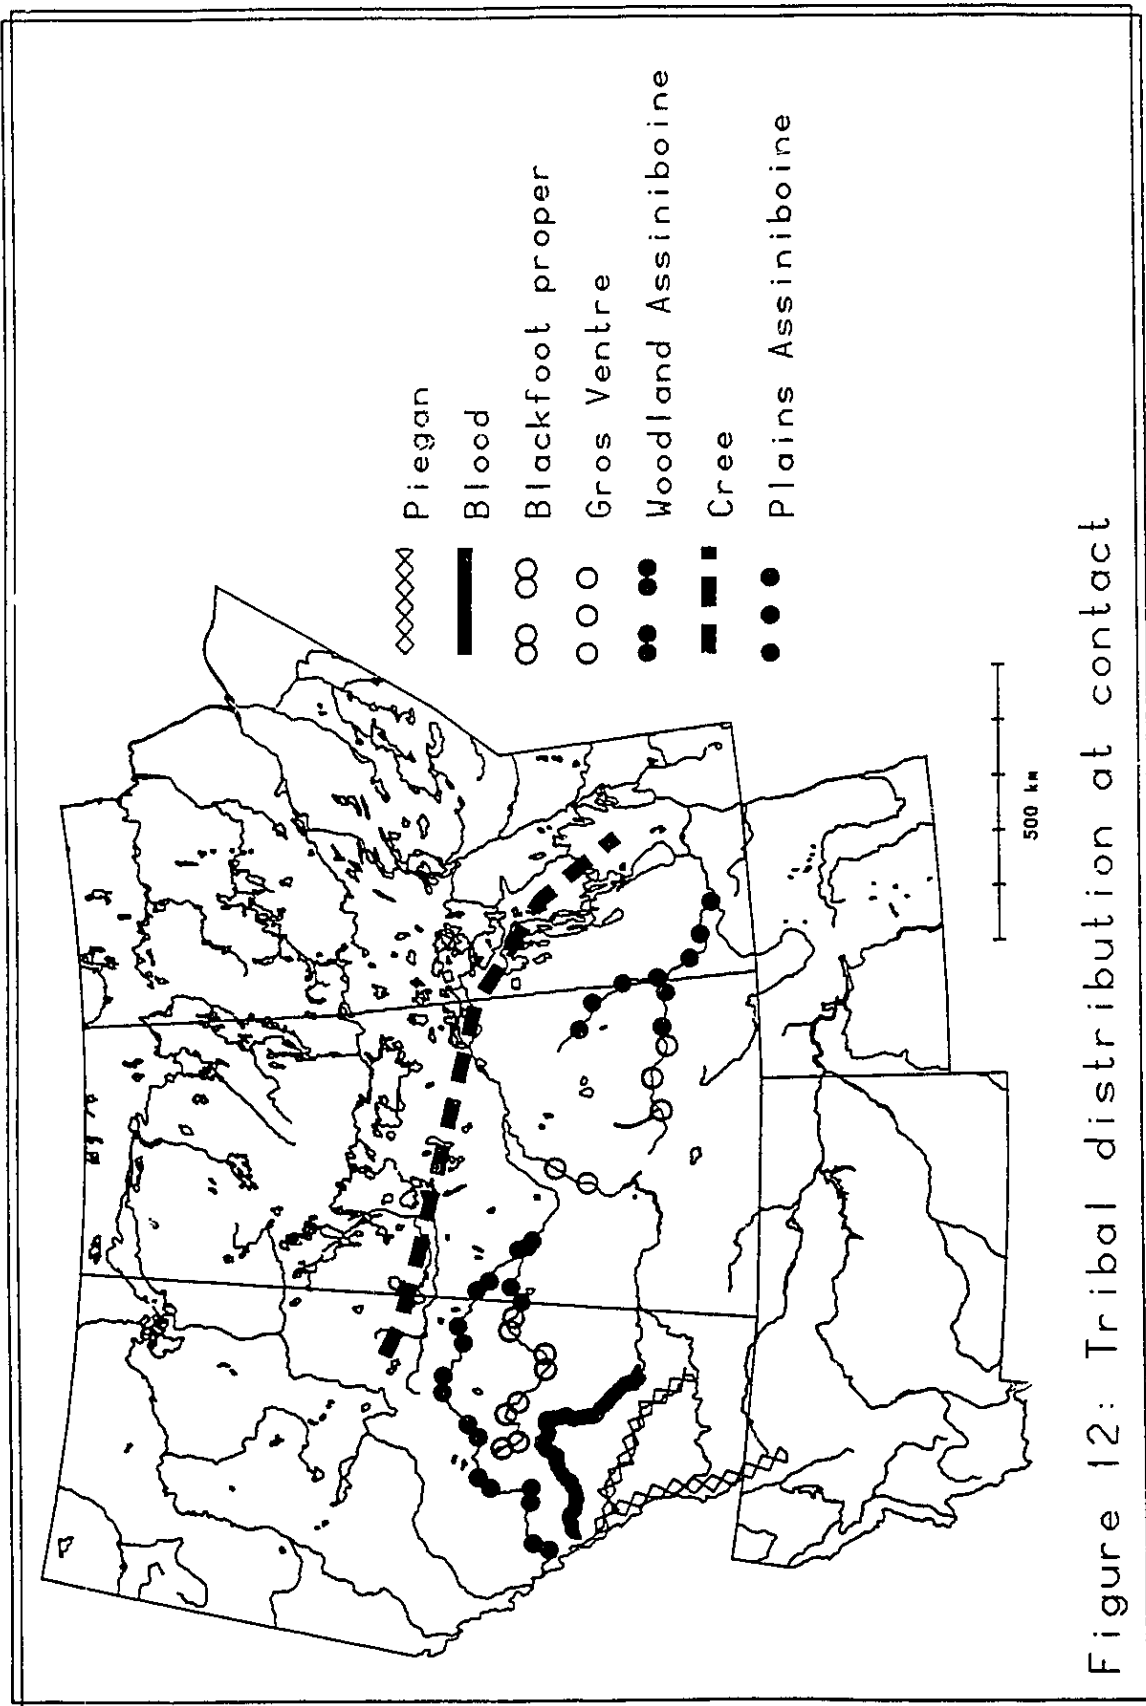 Piegan
Blood
Blackfoot proper
Gros Ventre
Woodland Assiniboine
Cree
Plains Assiniboine
500 KM
Figure 12: Tribal distribution at contact